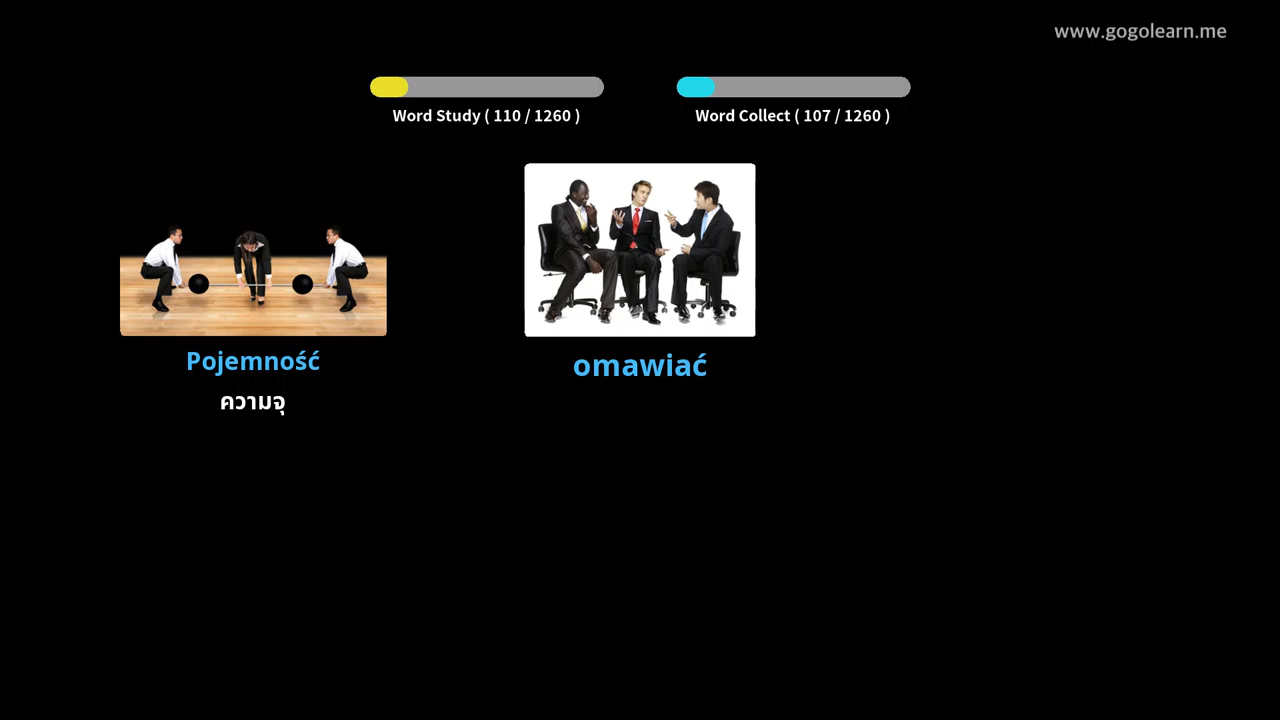 www.gogolearn.me
Word Study ( 110 / 1260 )
Word Collect ( 107 / 1260 )
Pojemność
ความจุ
omawiać